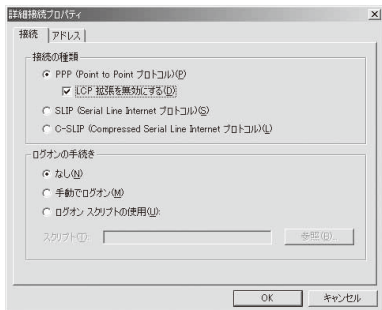 詳細接続プロパティ
接続 アドレス
接続の種類
PPP (Point to Point プロトコル)(P)
LCP 拡張を無効にする(D)
SLIP (Serial Line Internet プロトコル)(S)
C-SLIP (Compressed Serial Line Internet プロトコル)(L)
ログオンの手続き
なし(N)
手動でログオン(M)
ログオン スクリプトの使用(U):
スクリプト(T):
参照(B)...
OK キャンセル